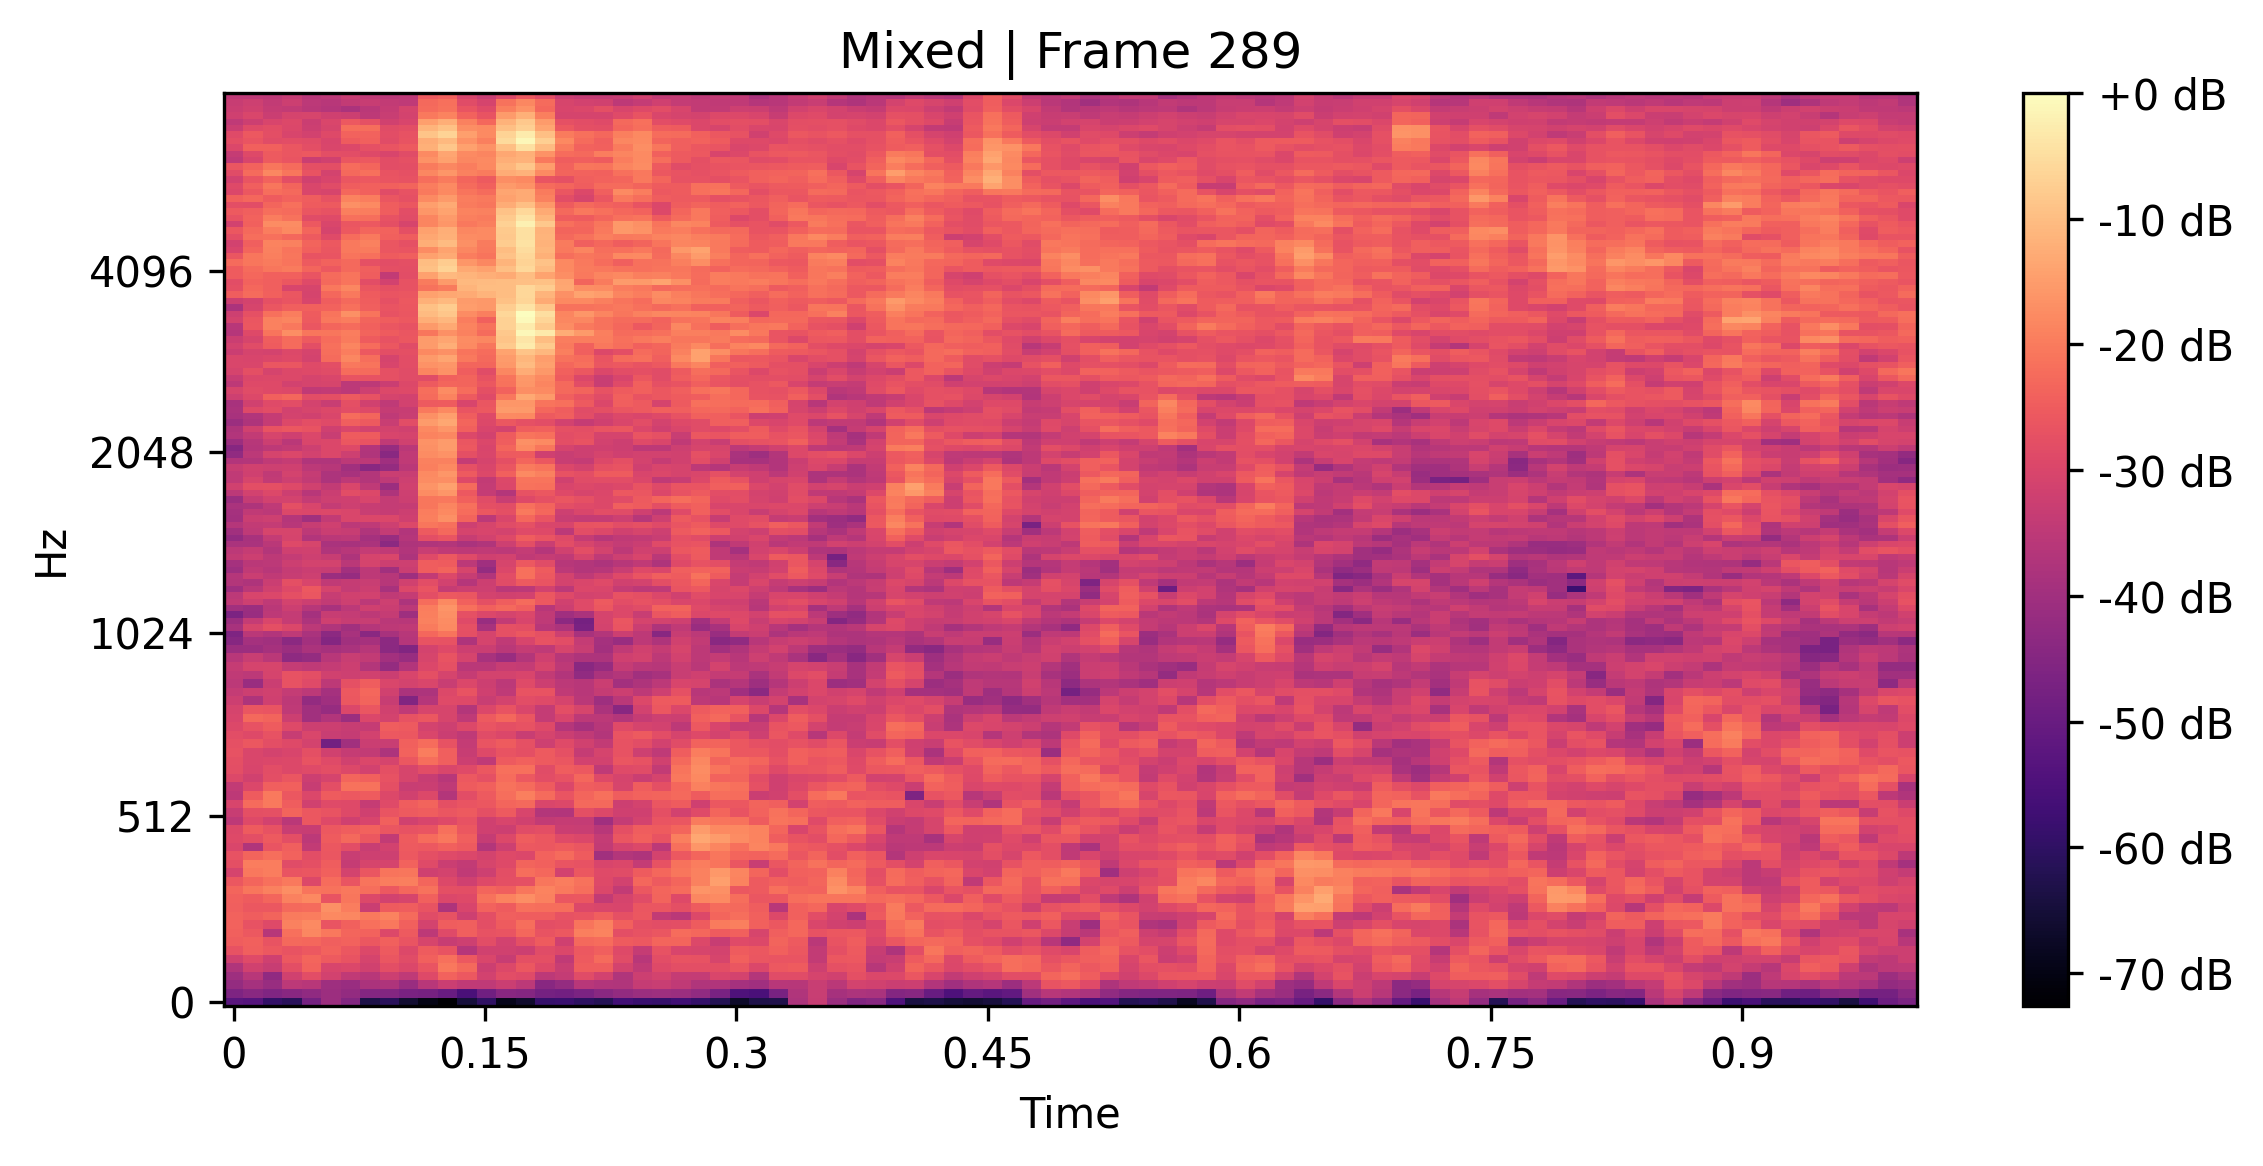 Mixed | Frame 289
+0 dB
-10 dB
-20 dB
-30 dB
-40 dB
-50 dB
-60 dB
-70 dB
4096
2048
1024
512
0
Hz
0 0.15 0.3 0.45 0.6 0.75 0.9
Time